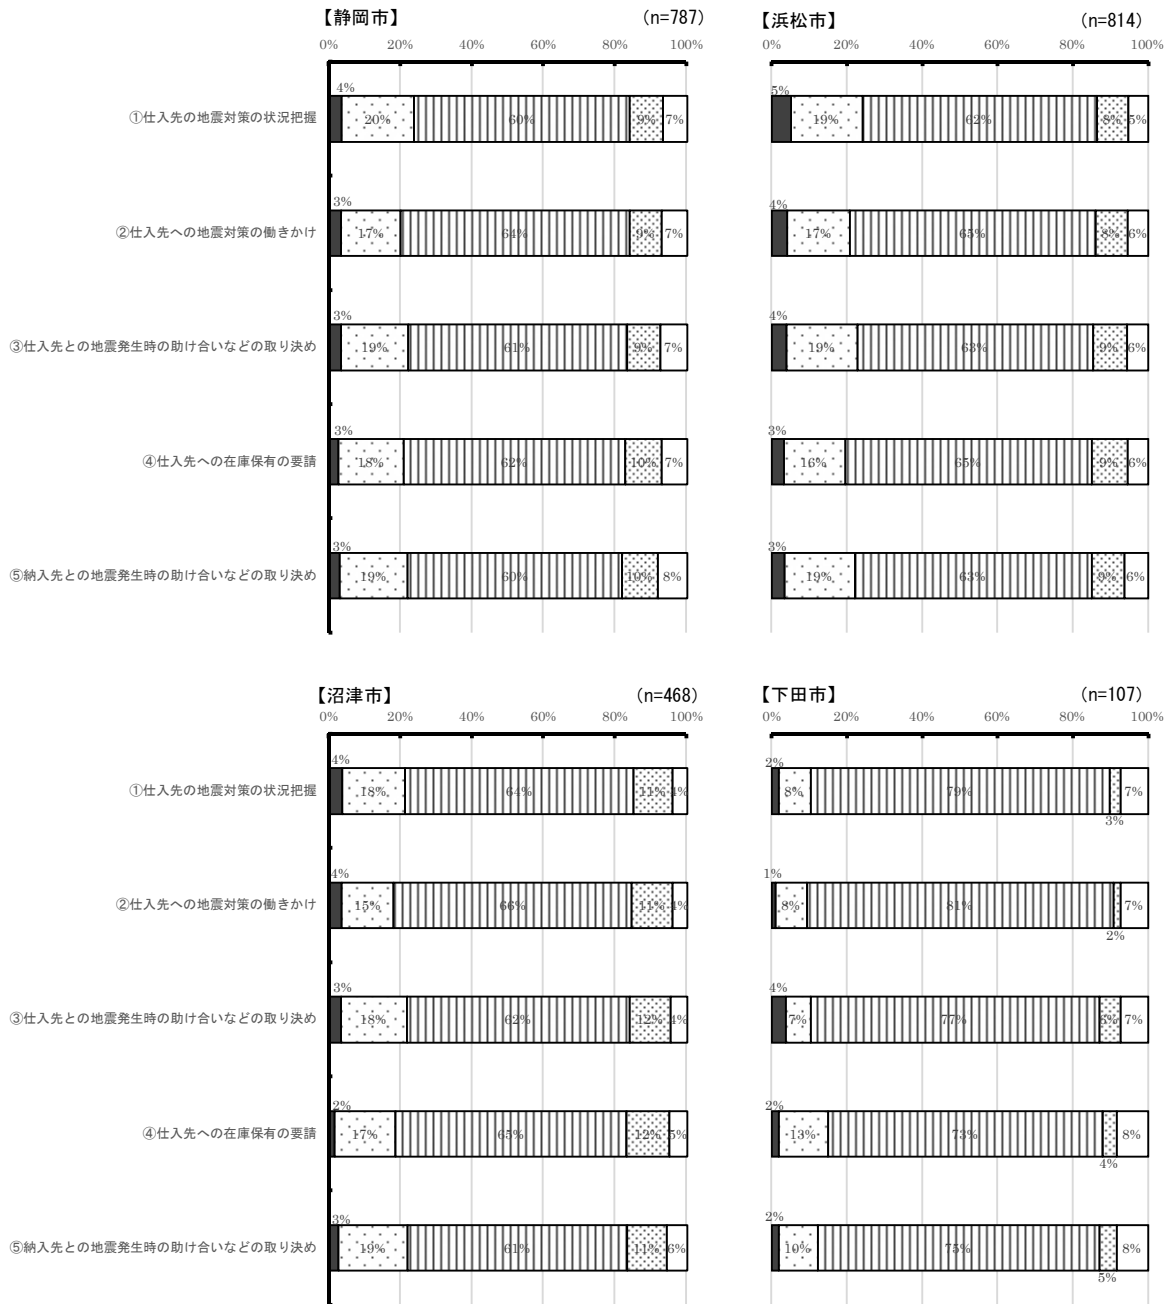 【静岡市】 (n=787)
0% 20% 40% 60% 80% 100%
4%
①仕入先の地震対策の状況把握 20% 60% 9% 7%
3%
②仕入先への地震対策の働きかけ 17% 64% 9% 7%
3%
③仕入先との地震発生時の助け合いなどの取り決め 19% 61% 9% 7%
3%
④仕入先への在庫保有の要請 18% 62% 10% 7%
3%
⑤納入先との地震発生時の助け合いなどの取り決め 19% 60% 10% 8%
【浜松市】 (n=814)
0% 20% 40% 60% 80% 100%
5%
19% 62% 8% 5%
4%
17% 65% 8% 6%
4%
19% 63% 9% 6%
3%
16% 65% 9% 6%
3%
19% 63% 9% 6%
【沼津市】 (n=468)
0% 20% 40% 60% 80% 100%
4%
①仕入先の地震対策の状況把握 18% 64% 11% 4%
4%
②仕入先への地震対策の働きかけ 15% 66% 11% 4%
3%
③仕入先との地震発生時の助け合いなどの取り決め 18% 62% 12% 4%
2%
④仕入先への在庫保有の要請 17% 65% 12% 5%
3%
⑤納入先との地震発生時の助け合いなどの取り決め 19% 61% 11% 6%
【下田市】 (n=107)
0% 20% 40% 60% 80% 100%
2%
8% 79% 7%
3%
1%
8% 81% 7%
2%
4%
7% 77% 7%
2%
13% 73% 8%
4%
2%
10% 75% 8%
5%